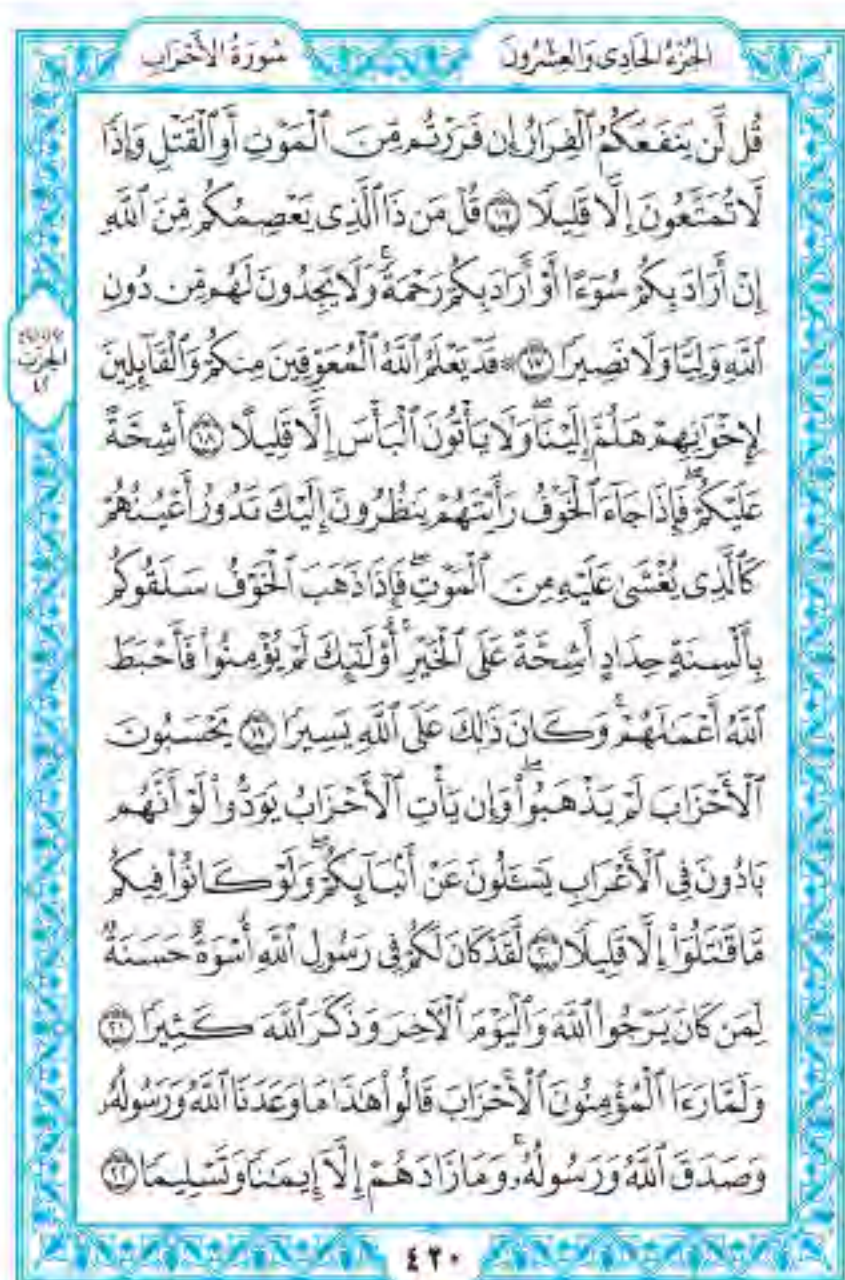 الجُزْءُ الحَادِى وَالعِشْرُونَ
سُورَةُ الأَحْزَابِ
قُل لَّن يَنفَعَكُمُ ٱلْفِرَارُ إِن فَرَرْتُم مِّنَ ٱلْمَوْتِ أَوِ ٱلْقَتْلِ وَإِذًا
لَّا تُمَتَّعُونَ إِلَّا قَلِيلًا ١٦ قُلْ مَن ذَا ٱلَّذِى يَعْصِمُكُم مِّنَ ٱللَّهِ
إِنْ أَرَادَ بِكُمْ سُوٓءًا أَوْ أَرَادَ بِكُمْ رَحْمَةً ۚ وَلَا يَجِدُونَ لَهُم مِّن دُونِ
ٱللَّهِ وَلِيًّا وَلَا نَصِيرًا ١٧ ۞ قَدْ يَعْلَمُ ٱللَّهُ ٱلْمُعَوِّقِينَ مِنكُمْ وَٱلْقَآئِلِينَ
لِإِخْوَٰنِهِمْ هَلُمَّ إِلَيْنَا ۖ وَلَا يَأْتُونَ ٱلْبَأْسَ إِلَّا قَلِيلًا ١٨ أَشِحَّةً
عَلَيْكُمْ ۖ فَإِذَا جَآءَ ٱلْخَوْفُ رَأَيْتَهُمْ يَنظُرُونَ إِلَيْكَ تَدُورُ أَعْيُنُهُمْ
كَٱلَّذِى يُغْشَىٰ عَلَيْهِ مِنَ ٱلْمَوْتِ ۖ فَإِذَا ذَهَبَ ٱلْخَوْفُ سَلَقُوكُم
بِأَلْسِنَةٍ حِدَادٍ أَشِحَّةً عَلَى ٱلْخَيْرِ ۚ أُو۟لَٰٓئِكَ لَمْ يُؤْمِنُوا۟ فَأَحْبَطَ
ٱللَّهُ أَعْمَٰلَهُمْ ۚ وَكَانَ ذَٰلِكَ عَلَى ٱللَّهِ يَسِيرًا ١٩ يَحْسَبُونَ
ٱلْأَحْزَابَ لَمْ يَذْهَبُوا۟ ۖ وَإِن يَأْتِ ٱلْأَحْزَابُ يَوَدُّوا۟ لَوْ أَنَّهُم
بَادُونَ فِى ٱلْأَعْرَابِ يَسْـَٔلُونَ عَنْ أَنۢبَآئِكُمْ ۖ وَلَوْ كَانُوا۟ فِيكُم
مَّا قَٰتَلُوٓا۟ إِلَّا قَلِيلًا ٢٠ لَّقَدْ كَانَ لَكُمْ فِى رَسُولِ ٱللَّهِ أُسْوَةٌ حَسَنَةٌ
لِّمَن كَانَ يَرْجُوا۟ ٱللَّهَ وَٱلْيَوْمَ ٱلْءَاخِرَ وَذَكَرَ ٱللَّهَ كَثِيرًا ٢١
وَلَمَّا رَءَا ٱلْمُؤْمِنُونَ ٱلْأَحْزَابَ قَالُوا۟ هَٰذَا مَا وَعَدَنَا ٱللَّهُ وَرَسُولُهُۥ
وَصَدَقَ ٱللَّهُ وَرَسُولُهُۥ ۚ وَمَا زَادَهُمْ إِلَّآ إِيمَٰنًا وَتَسْلِيمًا ٢٢
الحزب
٤٢
٤٢٠